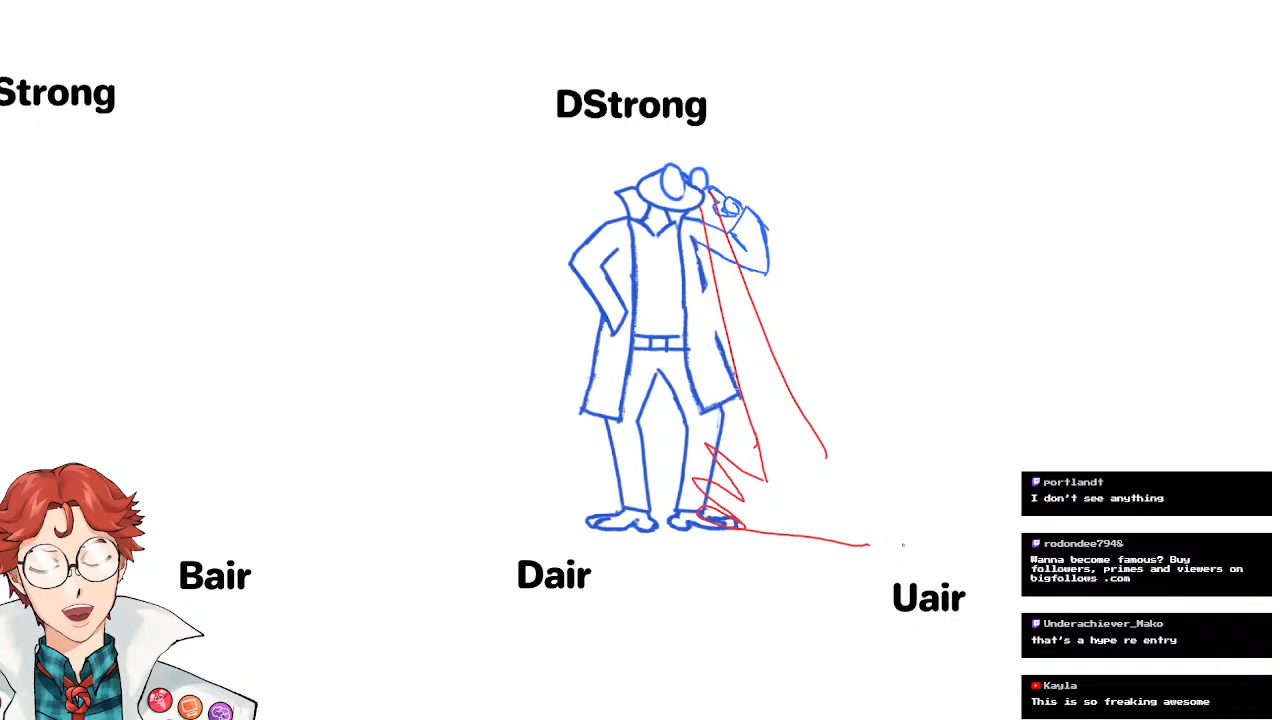 Strong
DStrong
Bair
Dair
Uair
portlandt
I don't see anything
rodondee7948
Wanna become famous? Buy
followers, primes and viewers on
bigfollows .com
Underachiever_Mako
that's a hype re entry
Kayla
This is so freaking awesome